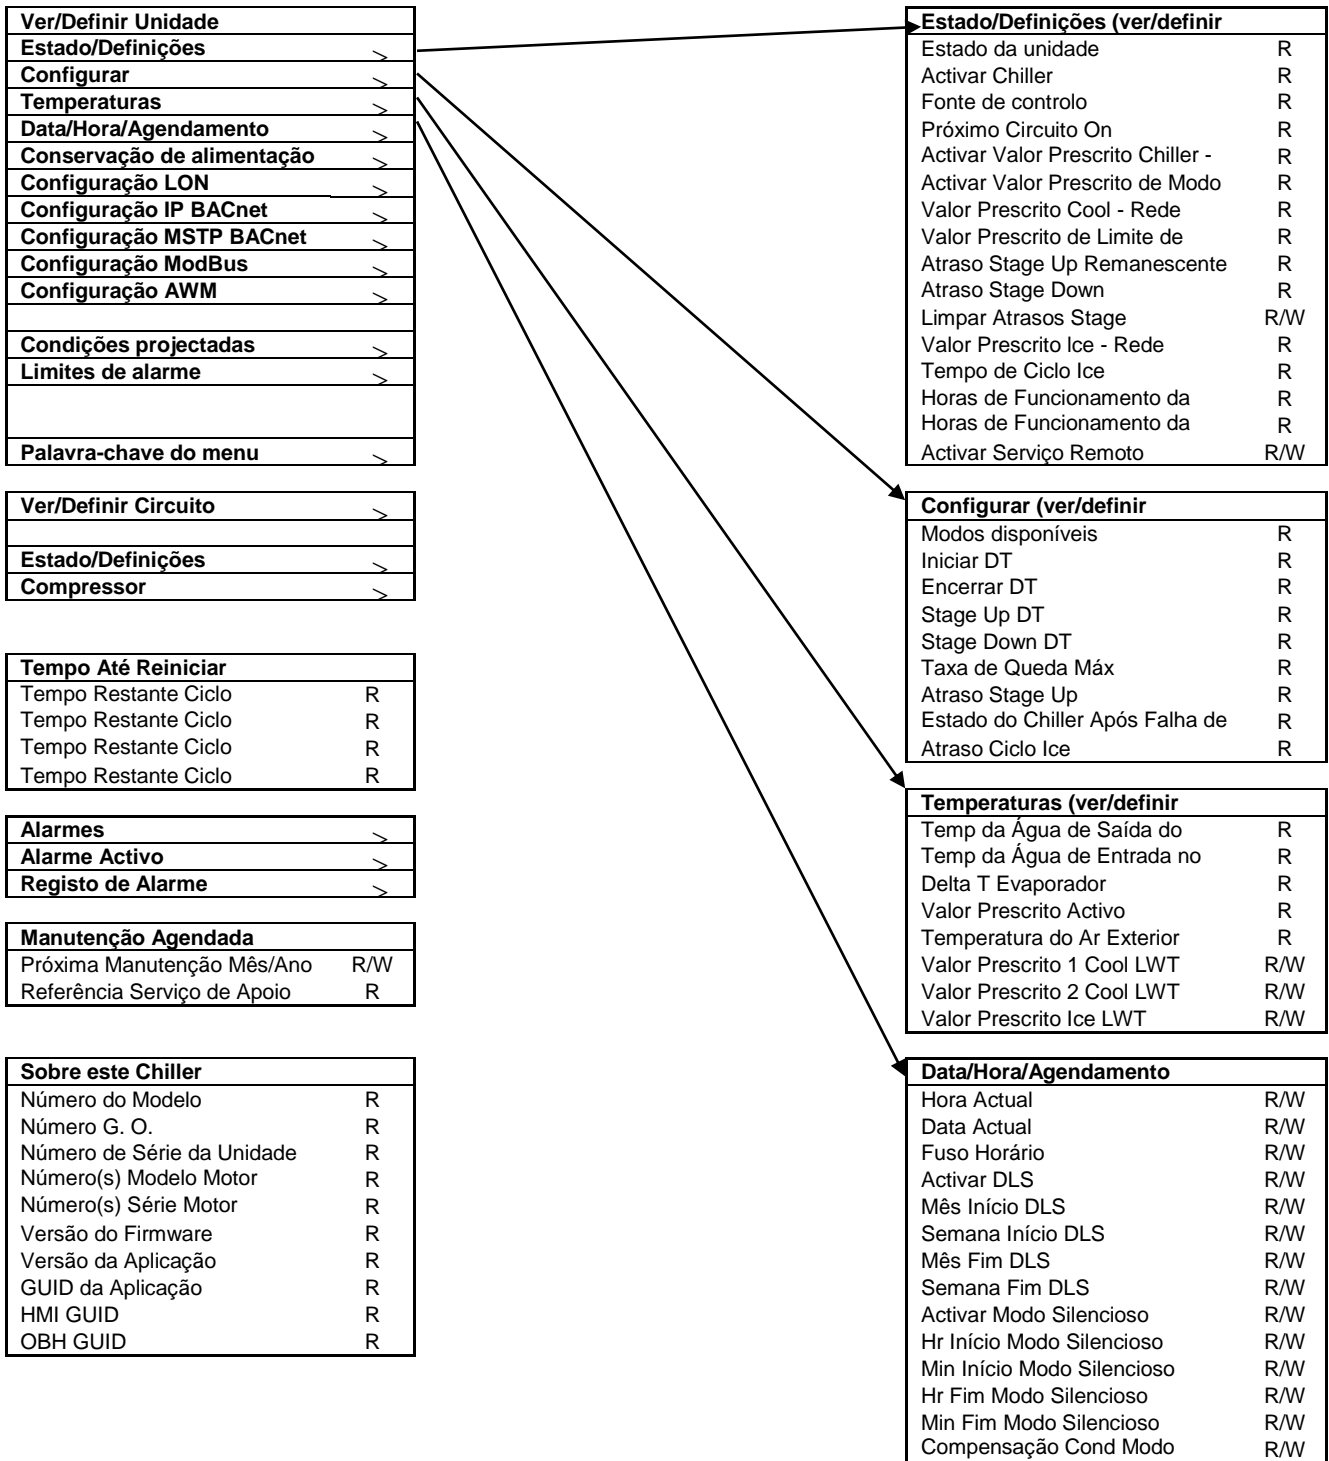 Ver/Definir Unidade
Estado/Definições >
Configurar >
Temperaturas >
Data/Hora/Agendamento >
Conservação de alimentação >
Configuração LON >
Configuração IP BACnet >
Configuração MSTP BACnet >
Configuração ModBus >
Configuração AWM >
Condições projectadas >
Limites de alarme >
Palavra-chave do menu >
Ver/Definir Circuito >
Estado/Definições >
Compressor >
Tempo Até Reiniciar
Tempo Restante Ciclo R
Tempo Restante Ciclo R
Tempo Restante Ciclo R
Tempo Restante Ciclo R
Alarmes >
Alarme Activo >
Registo de Alarme >
Manutenção Agendada
Próxima Manutenção Mês/Ano R/W
Referência Serviço de Apoio R
Sobre este Chiller
Número do Modelo R
Número G. O. R
Número de Série da Unidade R
Número(s) Modelo Motor R
Número(s) Série Motor R
Versão do Firmware R
Versão da Aplicação R
GUID da Aplicação R
HMI GUID R
OBH GUID R
Estado/Definições (ver/definir
Estado da unidade R
Activar Chiller R
Fonte de controlo R
Próximo Circuito On R
Activar Valor Prescrito Chiller - R
Activar Valor Prescrito de Modo R
Valor Prescrito Cool - Rede R
Valor Prescrito de Limite de R
Atraso Stage Up Remanescente R
Atraso Stage Down R
Limpar Atrasos Stage R/W
Valor Prescrito Ice - Rede R
Tempo de Ciclo Ice R
Horas de Funcionamento da R
Horas de Funcionamento da R
Activar Serviço Remoto R/W
Configurar (ver/definir
Modos disponíveis R
Iniciar DT R
Encerrar DT R
Stage Up DT R
Stage Down DT R
Taxa de Queda Máx R
Atraso Stage Up R
Estado do Chiller Após Falha de R
Atraso Ciclo Ice R
Temperaturas (ver/definir
Temp da Água de Saída do R
Temp da Água de Entrada no R
Delta T Evaporador R
Valor Prescrito Activo R
Temperatura do Ar Exterior R
Valor Prescrito 1 Cool LWT R/W
Valor Prescrito 2 Cool LWT R/W
Valor Prescrito Ice LWT R/W
Data/Hora/Agendamento
Hora Actual R/W
Data Actual R/W
Fuso Horário R/W
Activar DLS R/W
Mês Início DLS R/W
Semana Início DLS R/W
Mês Fim DLS R/W
Semana Fim DLS R/W
Activar Modo Silencioso R/W
Hr Início Modo Silencioso R/W
Min Início Modo Silencioso R/W
Hr Fim Modo Silencioso R/W
Min Fim Modo Silencioso R/W
Compensação Cond Modo R/W